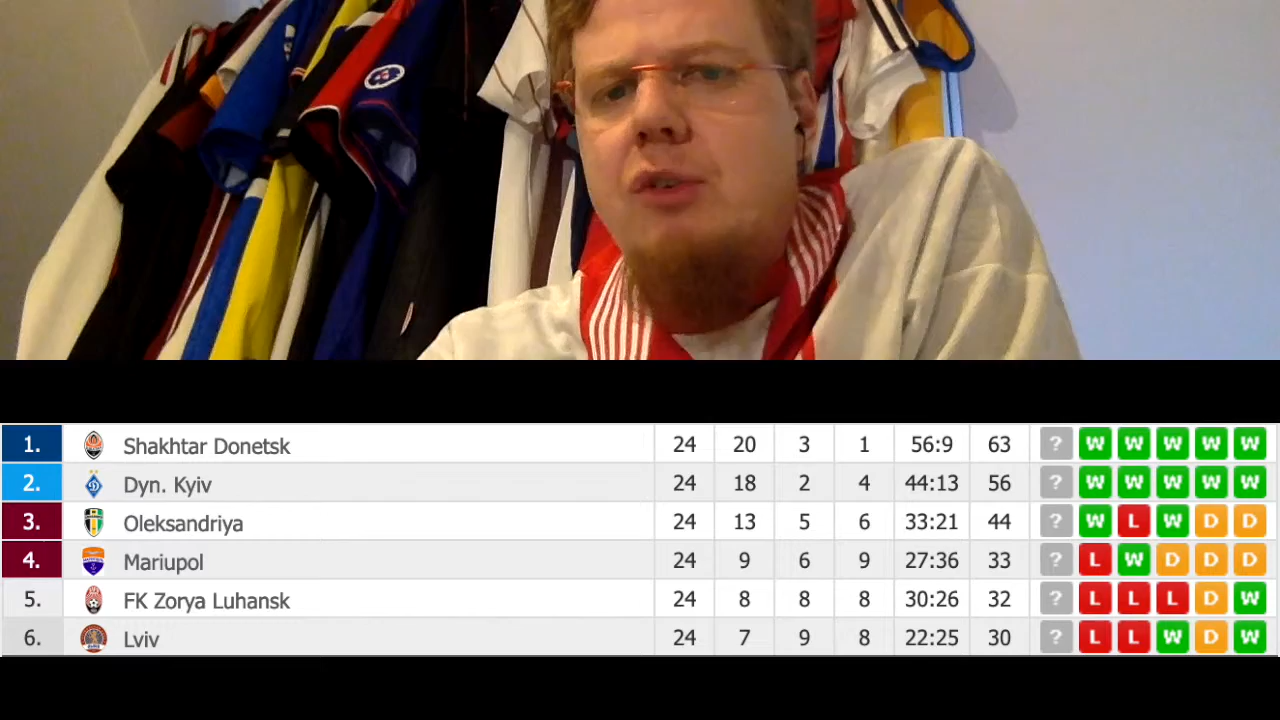 1. Shakhtar Donetsk 24 20 3 1 56:9 63 ? W W W W W
2. Dyn. Kyiv 24 18 2 4 44:13 56 ? W W W W W
3. Oleksandriya 24 13 5 6 33:21 44 ? W L W D D
4. Mariupol 24 9 6 9 27:36 33 ? L W D D D
5. FK Zorya Luhansk 24 8 8 8 30:26 32 ? L L L D W
6. Lviv 24 7 9 8 22:25 30 ? L L W D W